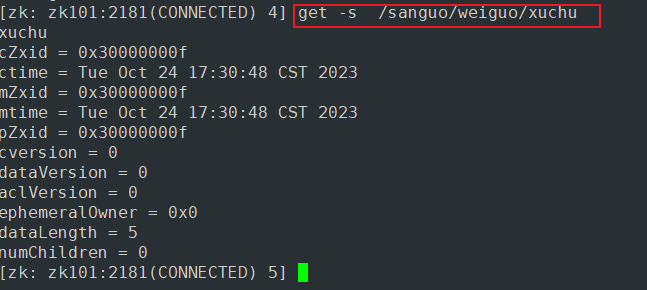 [zk: zk101:2181(CONNECTED) 4] get -s  /sanguo/weiguo/xuchu
xuchu
cZxid = 0x30000000f
ctime = Tue Oct 24 17:30:48 CST 2023
mZxid = 0x30000000f
mtime = Tue Oct 24 17:30:48 CST 2023
pZxid = 0x30000000f
cversion = 0
dataVersion = 0
aclVersion = 0
ephemeralOwner = 0x0
dataLength = 5
numChildren = 0
[zk: zk101:2181(CONNECTED) 5]